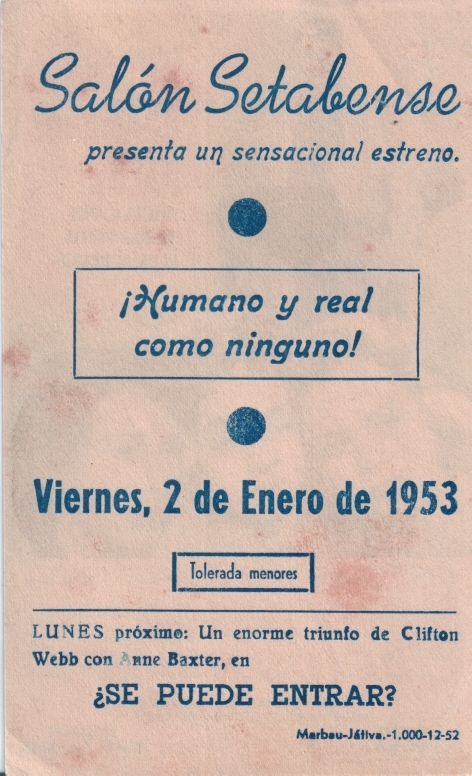 Salón Setabense
presenta un sensacional estreno.
¡Humano y real
como ninguno!
Viernes, 2 de Enero de 1953
Tolerada menores
LUNES próximo: Un enorme triunfo de Clifton
Webb con Anne Baxter, en
¿SE PUEDE ENTRAR?
Marbau-Játiva.-1.000-12-52